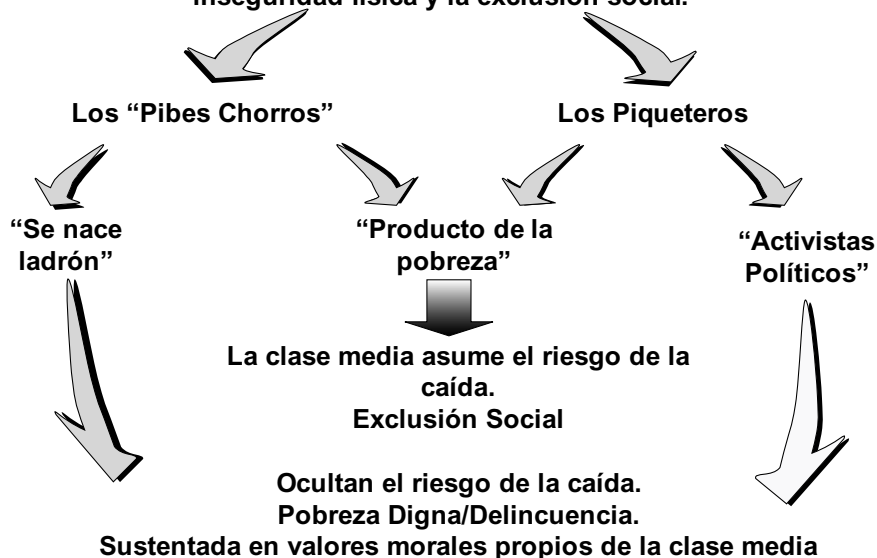 inseguridad física y la exclusión social.
Los “Pibes Chorros”
Los Piqueteros
“Se nace
ladrón”
“Producto de la
pobreza”
“Activistas
Políticos”
La clase media asume el riesgo de la
caída.
Exclusión Social
Ocultan el riesgo de la caída.
Pobreza Digna/Delincuencia.
Sustentada en valores morales propios de la clase media